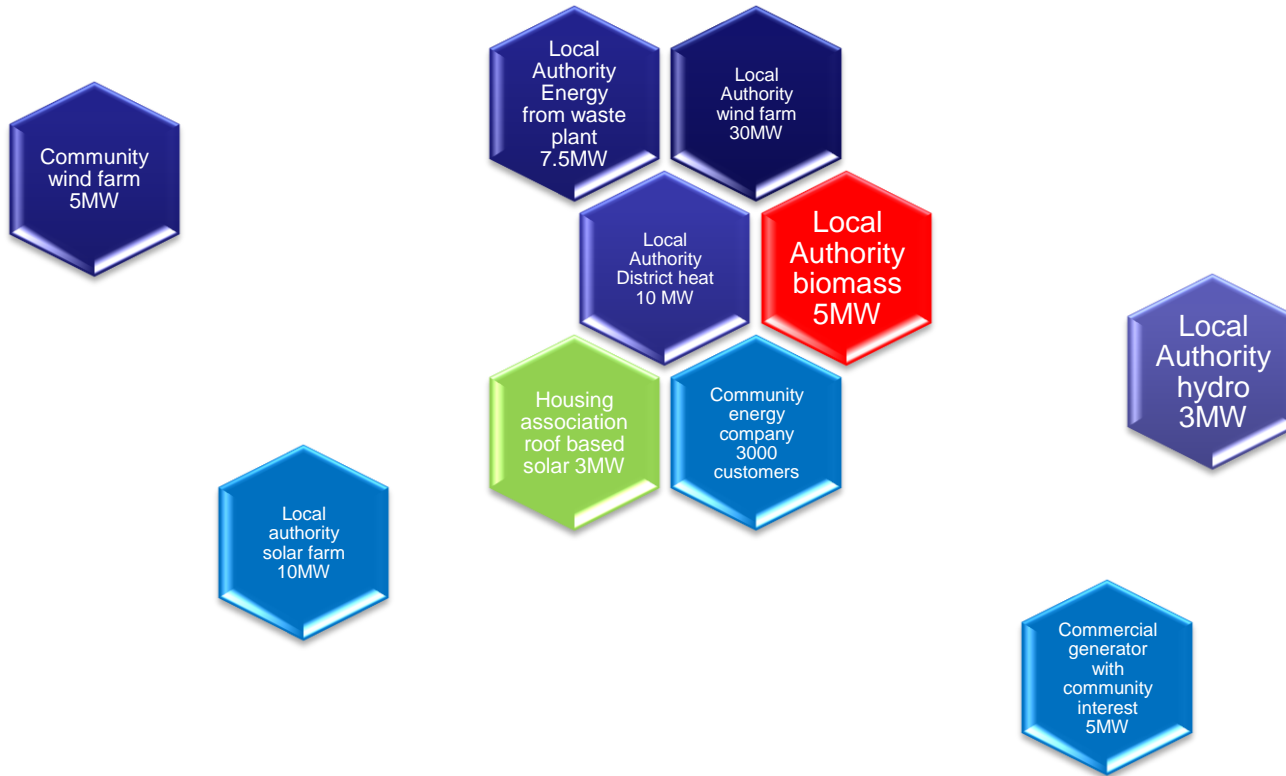 Local
Authority
Energy
from waste
plant
7.5MW
Local
Authority
wind farm
30MW
Community
wind farm
5MW
Local
Authority
District heat
10 MW
Local
Authority
biomass
5MW
Local
Authority
hydro
3MW
Housing
association
roof based
solar 3MW
Community
energy
company
3000
customers
Local
authority
solar farm
10MW
Commercial
generator
with
community
interest
5MW